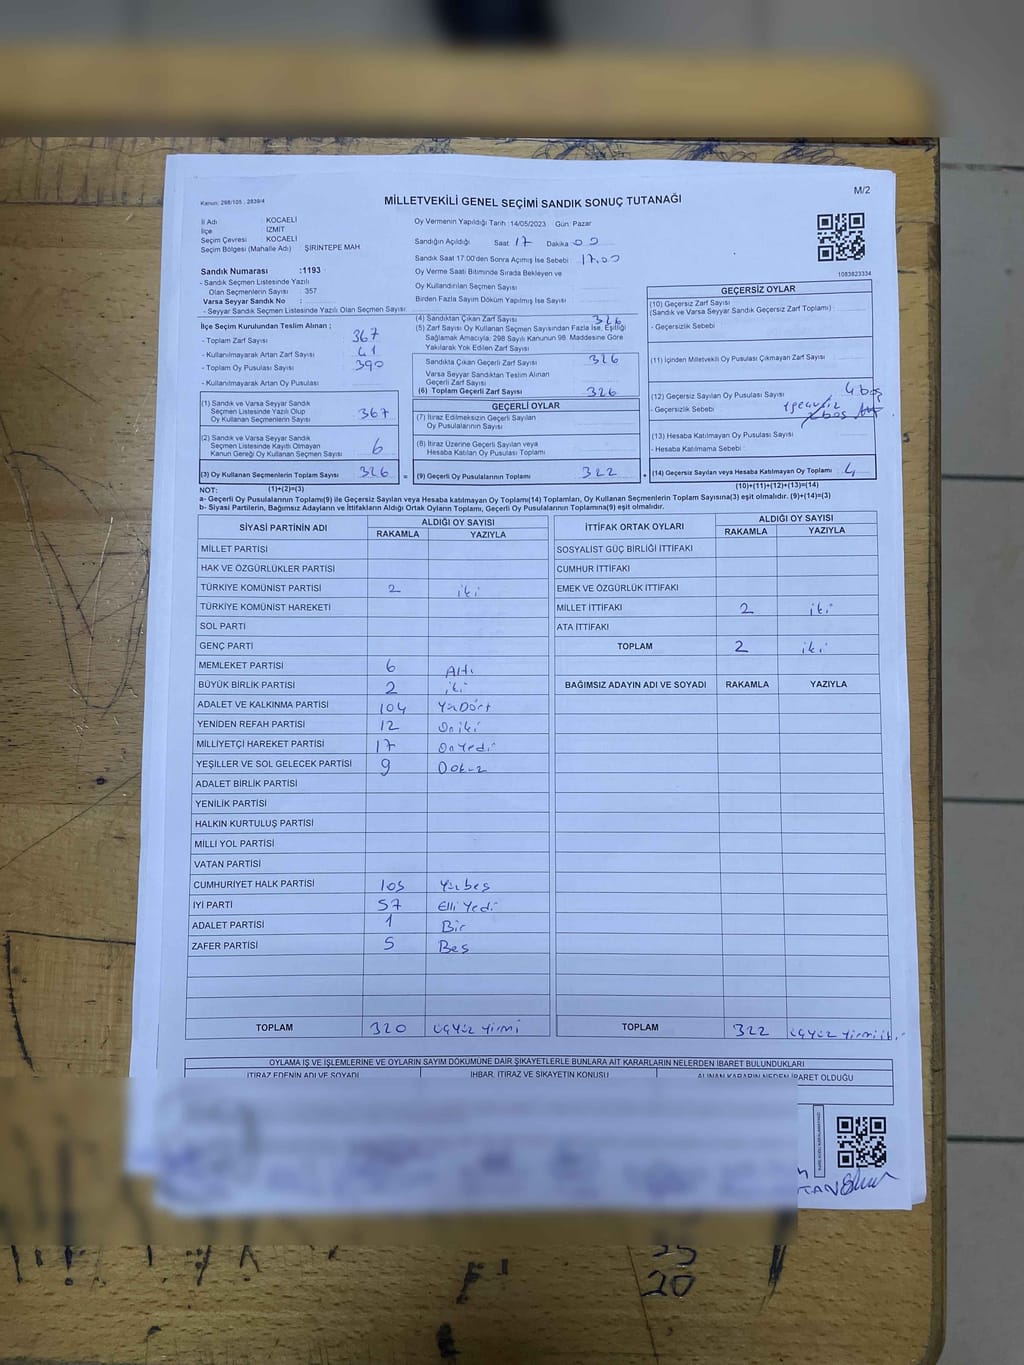 M/2
Kanun: 298/105 , 2839/4
MİLLETVEKİLİ GENEL SEÇİMİ SANDIK SONUÇ TUTANAĞI
İl Adı : KOCAELİ
İlçe : İZMİT
Seçim Çevresi : KOCAELİ
Seçim Bölgesi (Mahalle Adı) : ŞİRİNTEPE MAH
Sandık Numarası :1193
- Sandık Seçmen Listesinde Yazılı
Olan Seçmenlerin Sayısı : 357
Varsa Seyyar Sandık No :
- Seyyar Sandık Seçmen Listesinde Yazılı Olan Seçmen Sayısı:
İlçe Seçim Kurulundan Teslim Alınan ;
- Toplam Zarf Sayısı : 367
- Kullanılmayarak Artan Zarf Sayısı : 41
- Toplam Oy Pusulası : 390
- Kullanılmayarak Artan Oy Pusulası :
(1) Sandık ve Varsa Seyyar Sandık
Seçmen Listesinde Yazılı Olup
Oy Kullanan Seçmen Sayısı 367
(2) Sandık ve Varsa Seyyar Sandık
Seçmen Listesinde Kayıtlı Olmayan
Kanun Gereği Oy Kullanan Seçmen Sayısı 6
(3) Oy Kullanan Seçmenlerin Toplam Sayısı 326 =
(1)+(2)=(3)
Oy Vermenin Yapıldığı Tarih :14/05/2023 Gün: Pazar
Sandığın Açıldığı Saat 17 Dakika 00
Sandık Saat 17:00'den Sonra Açılmış İse Sebebi : 17.00
Oy Verme Saati Bitiminde Sırada Bekleyen ve
Oy Kullandırılan Seçmen Sayısı
Birden Fazla Sayım Döküm Yapılmış İse Sayısı
(4) Sandıktan Çıkan Zarf Sayısı : 326
(5) Zarf Sayısı Oy Kullanan Seçmen Sayısından Fazla İse, Eşitliği
Sağlamak Amacıyla; 298 Sayılı Kanunun 98. Maddesine Göre
Yakılarak Yok Edilen Zarf Sayısı
Sandıkta Çıkan Geçerli Zarf Sayısı : 326
Varsa Seyyar Sandıktan Teslim Alınan
Geçerli Zarf Sayısı
(6) Toplam Geçerli Zarf Sayısı : 326
GEÇERLİ OYLAR
(7) İtiraz Edilmeksizin Geçerli Sayılan
Oy Pusulalarının Sayısı
(8) İtiraz Üzerine Geçerli Sayılan veya
Hesaba Katılan Oy Pusulası Toplamı
(9) Geçerli Oy Pusulalarının Toplamı 322 +
1083823334
GEÇERSİZ OYLAR
(10) Geçersiz Zarf Sayısı
(Sandık ve Varsa Seyyar Sandık Geçersiz Zarf Toplamı) :
- Geçersizlik Sebebi :
(11) İçinden Milletvekili Oy Pusulası Çıkmayan Zarf Sayısı
(12) Geçersiz Sayılan Oy Pusulası Sayısı : 4 boş
- Geçersizlik Sebebi
(13) Hesaba Katılmayan Oy Pusulası Sayısı
- Hesaba Katılmama Sebebi
(14) Geçersiz Sayılan veya Hesaba Katılmayan Oy Toplamı 4
(10)+(11)+(12)+(13)=(14)
NOT:
a- Geçerli Oy Pusulalarının Toplamı(9) ile Geçersiz Sayılan veya Hesaba katılmayan Oy Toplamı(14) Toplamları, Oy Kullanan Seçmenlerin Toplam Sayısına(3) eşit olmalıdır. (9)+(14)=(3)
b- Siyasi Partilerin, Bağımsız Adayların ve İttifakların Aldığı Ortak Oyların Toplamı, Geçerli Oy Pusulalarının Toplamına(9) eşit olmalıdır.
SİYASİ PARTİNİN ADI ALDIĞI OY SAYISI
RAKAMLA YAZIYLA
MİLLET PARTİSİ
HAK VE ÖZGÜRLÜKLER PARTİSİ
TÜRKİYE KOMÜNİST PARTİSİ 2 iki
TÜRKİYE KOMÜNİST HAREKETİ
SOL PARTİ
GENÇ PARTİ
MEMLEKET PARTİSİ 6 Altı
BÜYÜK BİRLİK PARTİSİ 2 iki
ADALET VE KALKINMA PARTİSİ 104 YüzDört
YENİDEN REFAH PARTİSİ 12 Oniki
MİLLİYETÇİ HAREKET PARTİSİ 17 OnYedi
YEŞİLLER VE SOL GELECEK PARTİSİ 9 Dokuz
ADALET BİRLİK PARTİSİ
YENİLİK PARTİSİ
HALKIN KURTULUŞ PARTİSİ
MİLLİ YOL PARTİSİ
VATAN PARTİSİ
CUMHURİYET HALK PARTİSİ 105 Yüzbeş
İYİ PARTİ 57 Elli Yedi
ADALET PARTİSİ 1 Bir
ZAFER PARTİSİ 5 Beş
TOPLAM 320 üçyüz Yirmi
İTTİFAK ORTAK OYLARI ALDIĞI OY SAYISI
RAKAMLA YAZIYLA
SOSYALİST GÜÇ BİRLİĞİ İTTİFAKI
CUMHUR İTTİFAKI
EMEK VE ÖZGÜRLÜK İTTİFAKI
MİLLET İTTİFAKI 2 iki
ATA İTTİFAKI
TOPLAM 2 iki
BAĞIMSIZ ADAYIN ADI VE SOYADI RAKAMLA YAZIYLA
TOPLAM 322 üçyüz Yirmiiki
OYLAMA İŞ VE İŞLEMLERİNE VE OYLARIN SAYIM DÖKÜMÜNE DAİR ŞİKAYETLERLE BUNLARA AİT KARARLARIN NELERDEN İBARET BULUNDUKLARI
İTİRAZ EDENİN ADI VE SOYADI İHBAR, İTİRAZ VE ŞİKAYETİN KONUSU ALINAN KARARIN NEDEN İBARET OLDUĞU
20